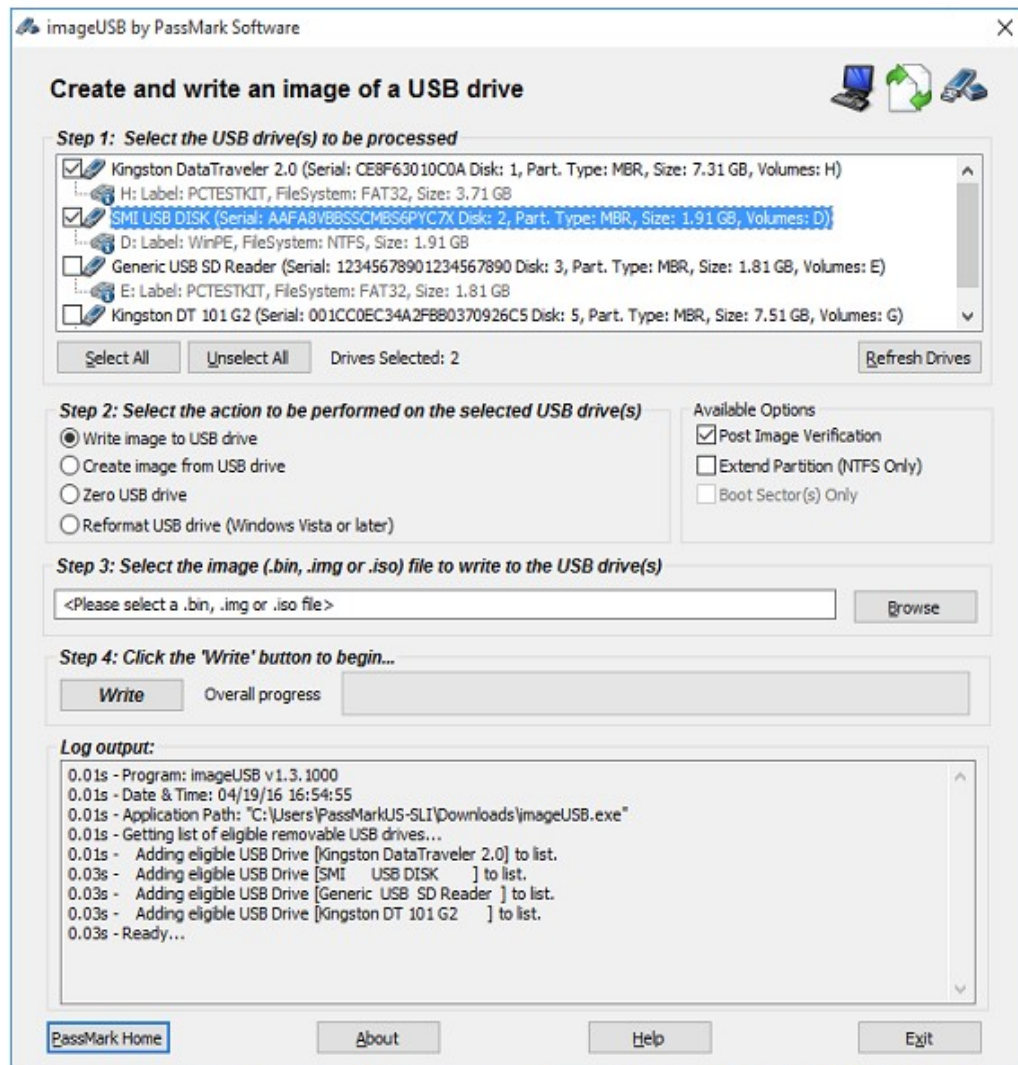 imageUSB by PassMark Software
Create and write an image of a USB drive
Step 1: Select the USB drive(s) to be processed
Kingston DataTraveler 2.0 (Serial: CE8F63010C0A Disk: 1, Part. Type: MBR, Size: 7.31 GB, Volumes: H)
H: Label: PCTESTKIT, FileSystem: FAT32, Size: 3.71 GB
SMI USB DISK (Serial: AAFA8VBBSSCMBS6PYC7X Disk: 2, Part. Type: MBR, Size: 1.91 GB, Volumes: D)
D: Label: WinPE, FileSystem: NTFS, Size: 1.91 GB
Generic USB SD Reader (Serial: 12345678901234567890 Disk: 3, Part. Type: MBR, Size: 1.81 GB, Volumes: E)
E: Label: PCTESTKIT, FileSystem: FAT32, Size: 1.81 GB
Kingston DT 101 G2 (Serial: 001CC0EC34A2FBB0370926C5 Disk: 5, Part. Type: MBR, Size: 7.51 GB, Volumes: G)
Select All Unselect All Drives Selected: 2 Refresh Drives
Step 2: Select the action to be performed on the selected USB drive(s)
Write image to USB drive
Create image from USB drive
Zero USB drive
Reformat USB drive (Windows Vista or later)
Available Options
Post Image Verification
Extend Partition (NTFS Only)
Boot Sector(s) Only
Step 3: Select the image (.bin, .img or .iso) file to write to the USB drive(s)
<Please select a .bin, .img or .iso file> Browse
Step 4: Click the 'Write' button to begin...
Write Overall progress
Log output:
0.01s - Program: imageUSB v1.3.1000
0.01s - Date & Time: 04/19/16 16:54:55
0.01s - Application Path: "C:\Users\PassMarkUS-SLI\Downloads\imageUSB.exe"
0.01s - Getting list of eligible removable USB drives...
0.01s - Adding eligible USB Drive [Kingston DataTraveler 2.0] to list.
0.03s - Adding eligible USB Drive [SMI USB DISK ] to list.
0.03s - Adding eligible USB Drive [Generic USB SD Reader ] to list.
0.03s - Adding eligible USB Drive [Kingston DT 101 G2 ] to list.
0.03s - Ready...
PassMark Home About Help Exit